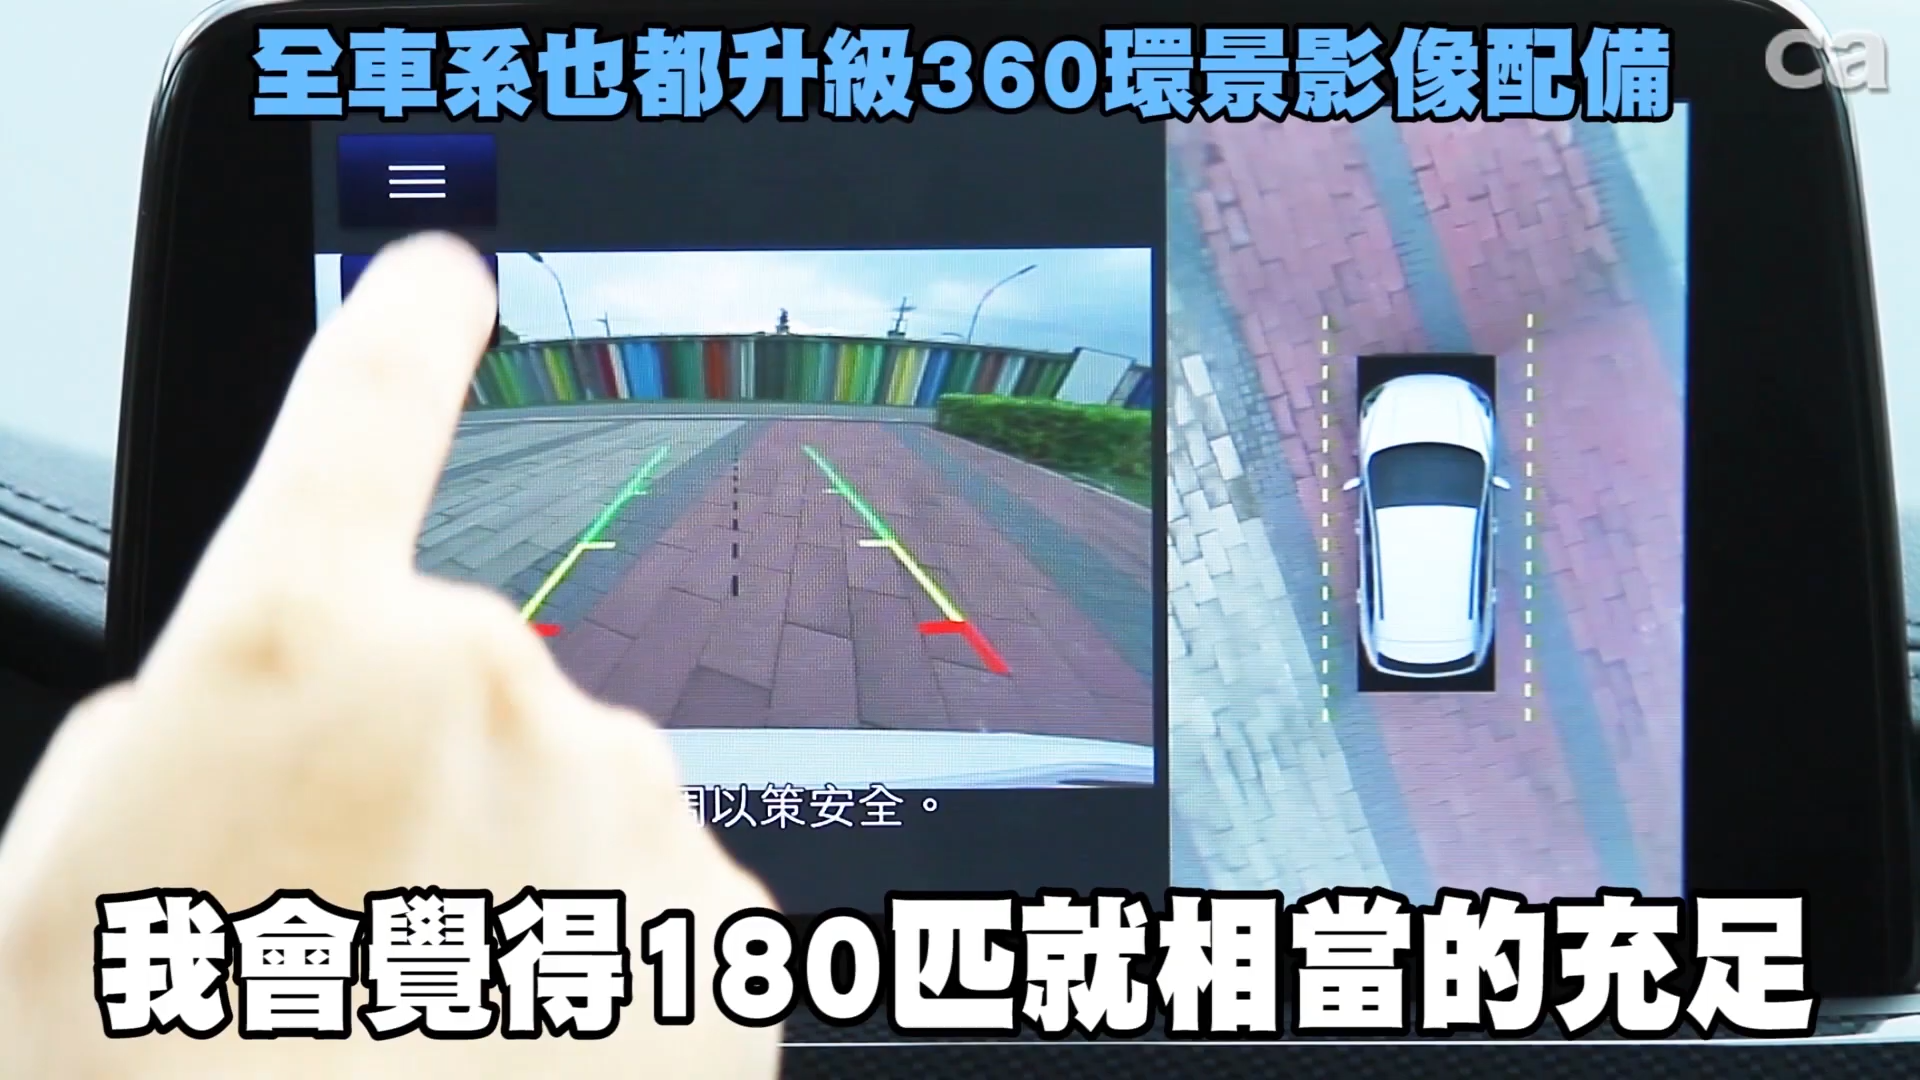 全車系也都升級360環景影像配備
ca
以策安全。
我會覺得180匹就相當的充足